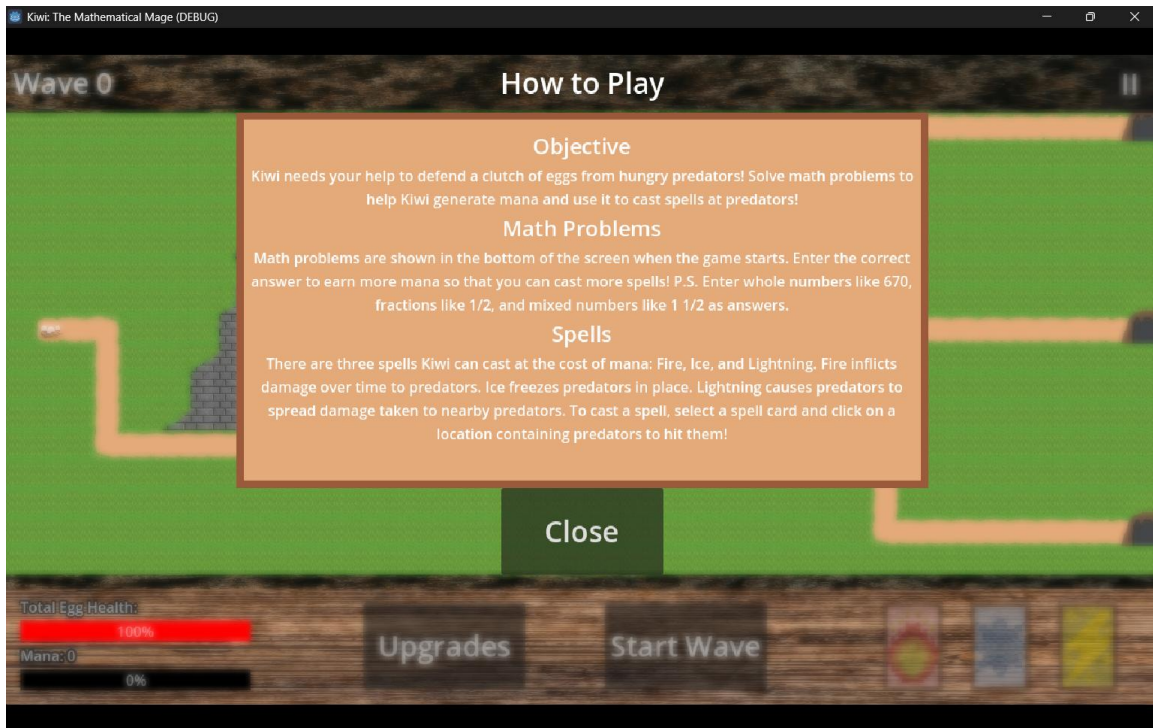 Kiwi: The Mathematical Mage (DEBUG)
Wave 0
How to Play
Objective
Kiwi needs your help to defend a clutch of eggs from hungry predators! Solve math problems to
help Kiwi generate mana and use it to cast spells at predators!
Math Problems
Math problems are shown in the bottom of the screen when the game starts. Enter the correct
answer to earn more mana so that you can cast more spells! P.S. Enter whole numbers like 670,
fractions like 1/2, and mixed numbers like 1 1/2 as answers.
Spells
There are three spells Kiwi can cast at the cost of mana: Fire, Ice, and Lightning. Fire inflicts
damage over time to predators. Ice freezes predators in place. Lightning causes predators to
spread damage taken to nearby predators. To cast a spell, select a spell card and click on a
location containing predators to hit them!
Close
Total Egg Health:
100%
Mana: 0
0%
Upgrades
Start Wave